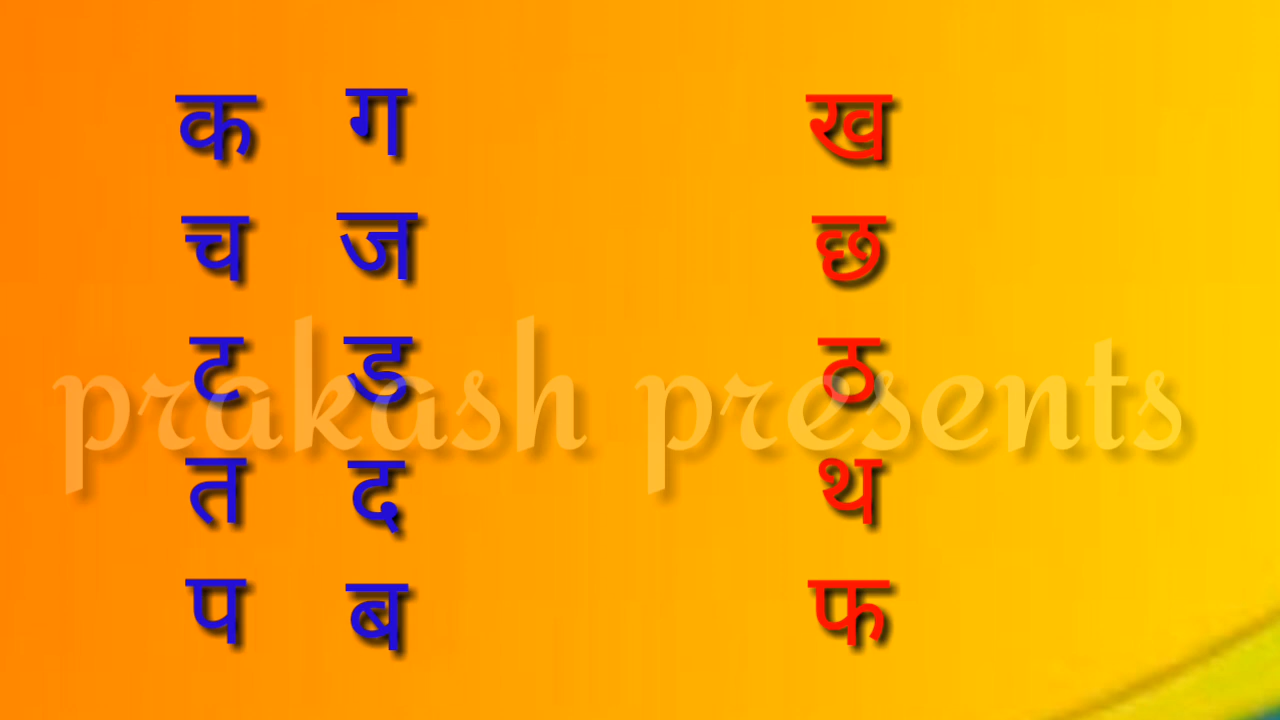 क ग ख
च ज छ
ट ड ठ
prakash presents
त द थ
प ब फ